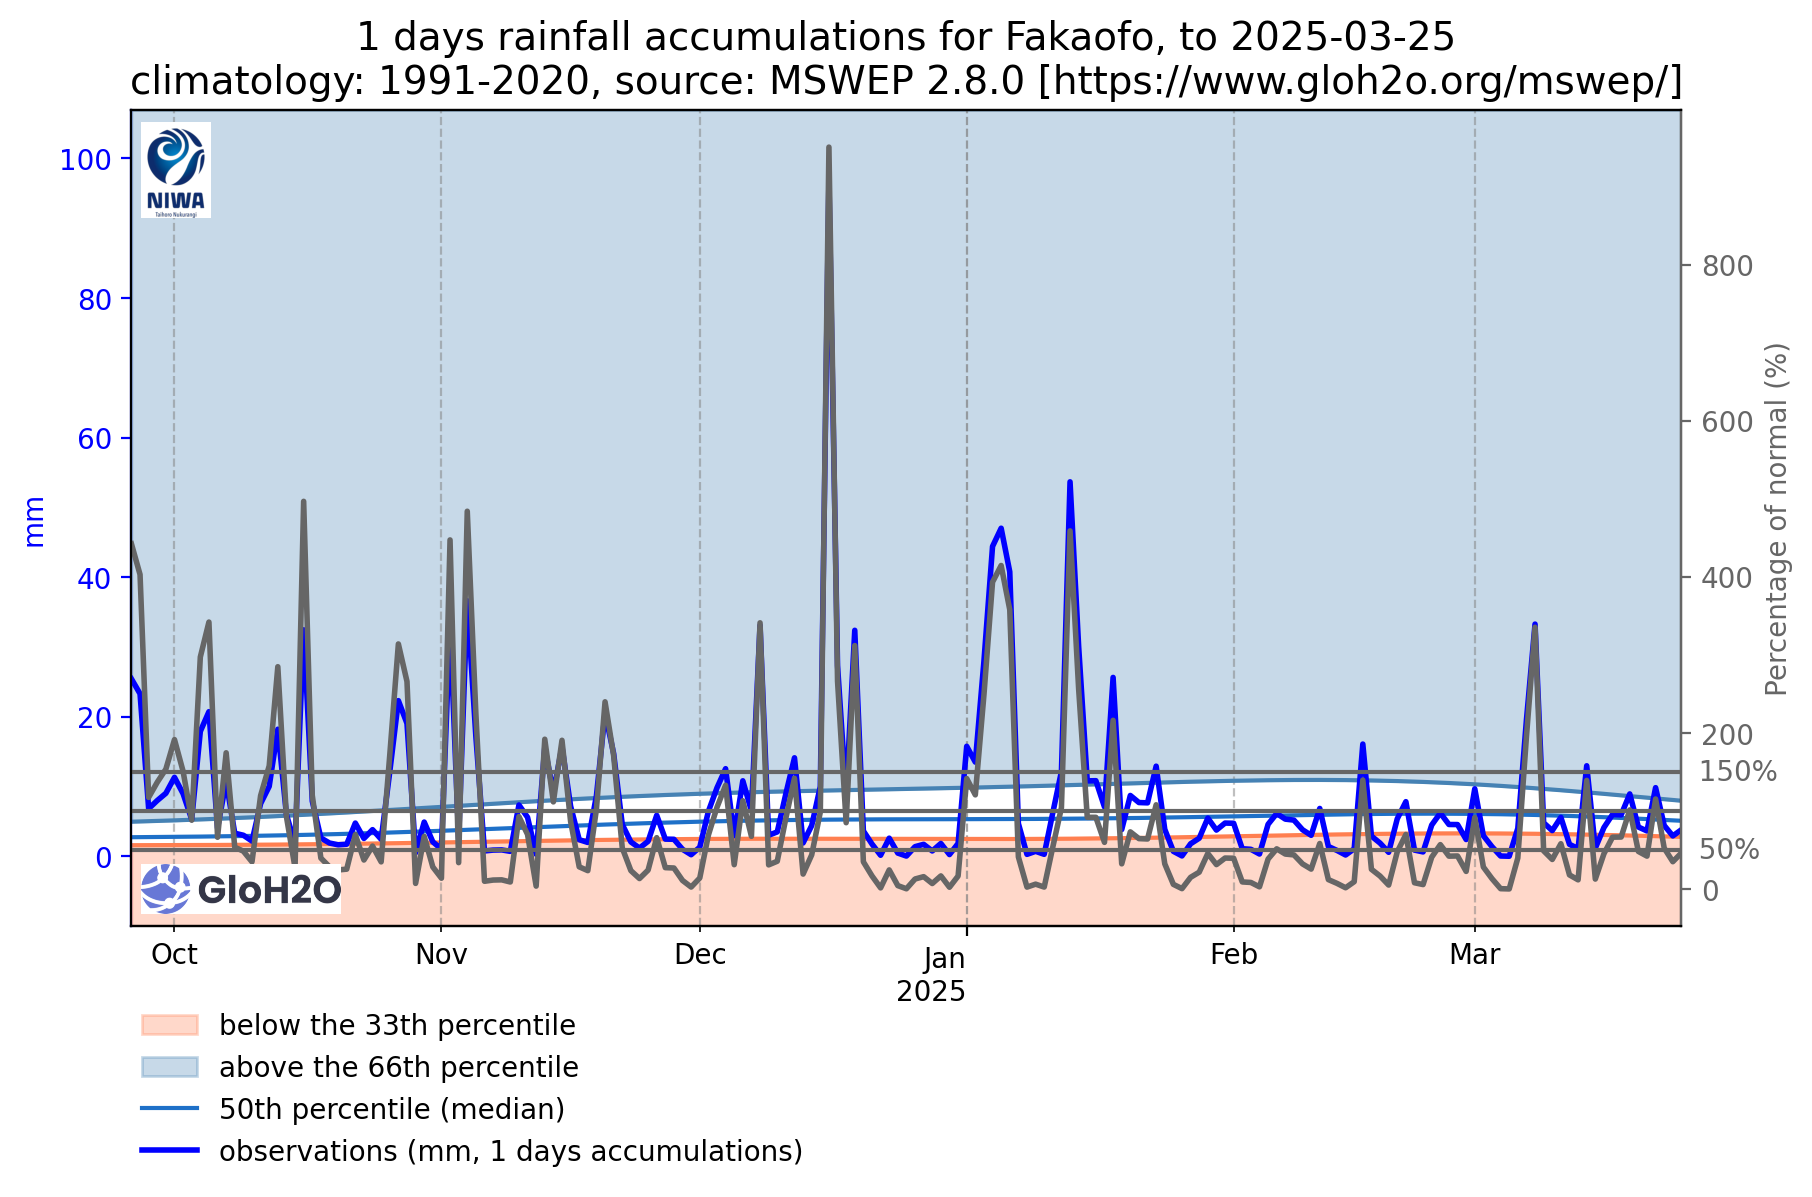 1 days rainfall accumulations for Fakaofo, to 2025-03-25
climatology: 1991-2020, source: MSWEP 2.8.0 [https://www.gloh2o.org/mswep/]
NIWA
Taihoro Nukurangi
100
80
60
40
20
0
mm
800
600
400
200
150%
50%
0
Percentage of normal (%)
GloH2O
Oct
Nov
Dec
Jan
2025
Feb
Mar
below the 33th percentile
above the 66th percentile
50th percentile (median)
observations (mm, 1 days accumulations)